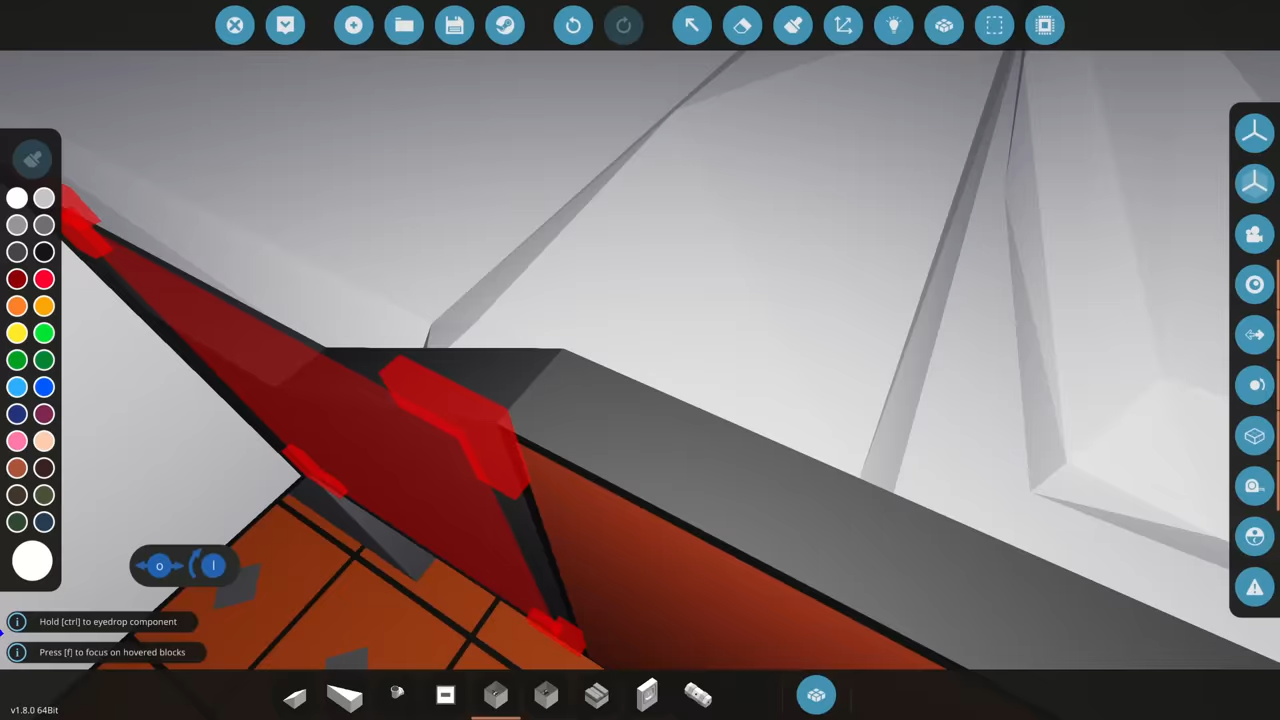 O
I
Hold [ctrl] to eyedrop component
Press [f] to focus on hovered blocks
v1.8.0 64Bit